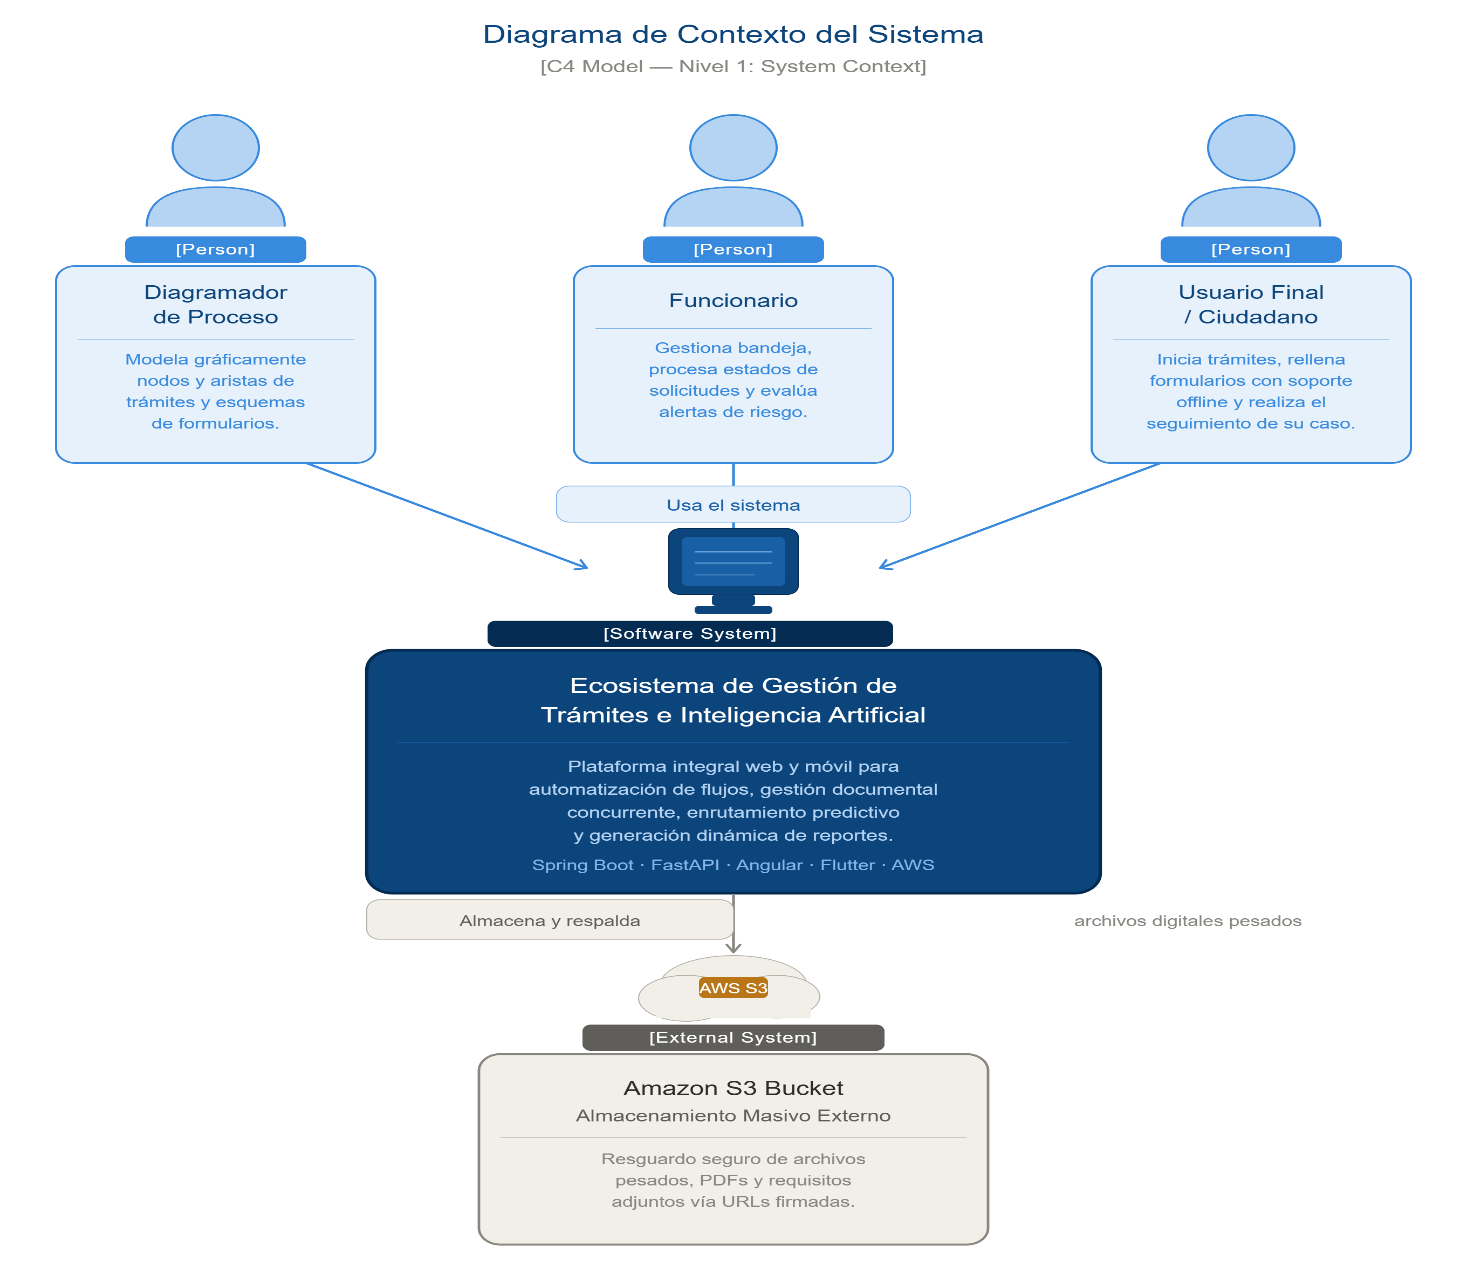 Diagrama de Contexto del Sistema
[C4 Model — Nivel 1: System Context]
[Person]
Diagramador
de Proceso
Modela gráficamente
nodos y aristas de
trámites y esquemas
de formularios.
[Person]
Funcionario
Gestiona bandeja,
procesa estados de
solicitudes y evalúa
alertas de riesgo.
[Person]
Usuario Final
/ Ciudadano
Inicia trámites, rellena
formularios con soporte
offline y realiza el
seguimiento de su caso.
Usa el sistema
[Software System]
Ecosistema de Gestión de
Trámites e Inteligencia Artificial
Plataforma integral web y móvil para
automatización de flujos, gestión documental
concurrente, enrutamiento predictivo
y generación dinámica de reportes.
Spring Boot · FastAPI · Angular · Flutter · AWS
Almacena y respalda
archivos digitales pesados
AWS S3
[External System]
Amazon S3 Bucket
Almacenamiento Masivo Externo
Resguardo seguro de archivos
pesados, PDFs y requisitos
adjuntos vía URLs firmadas.